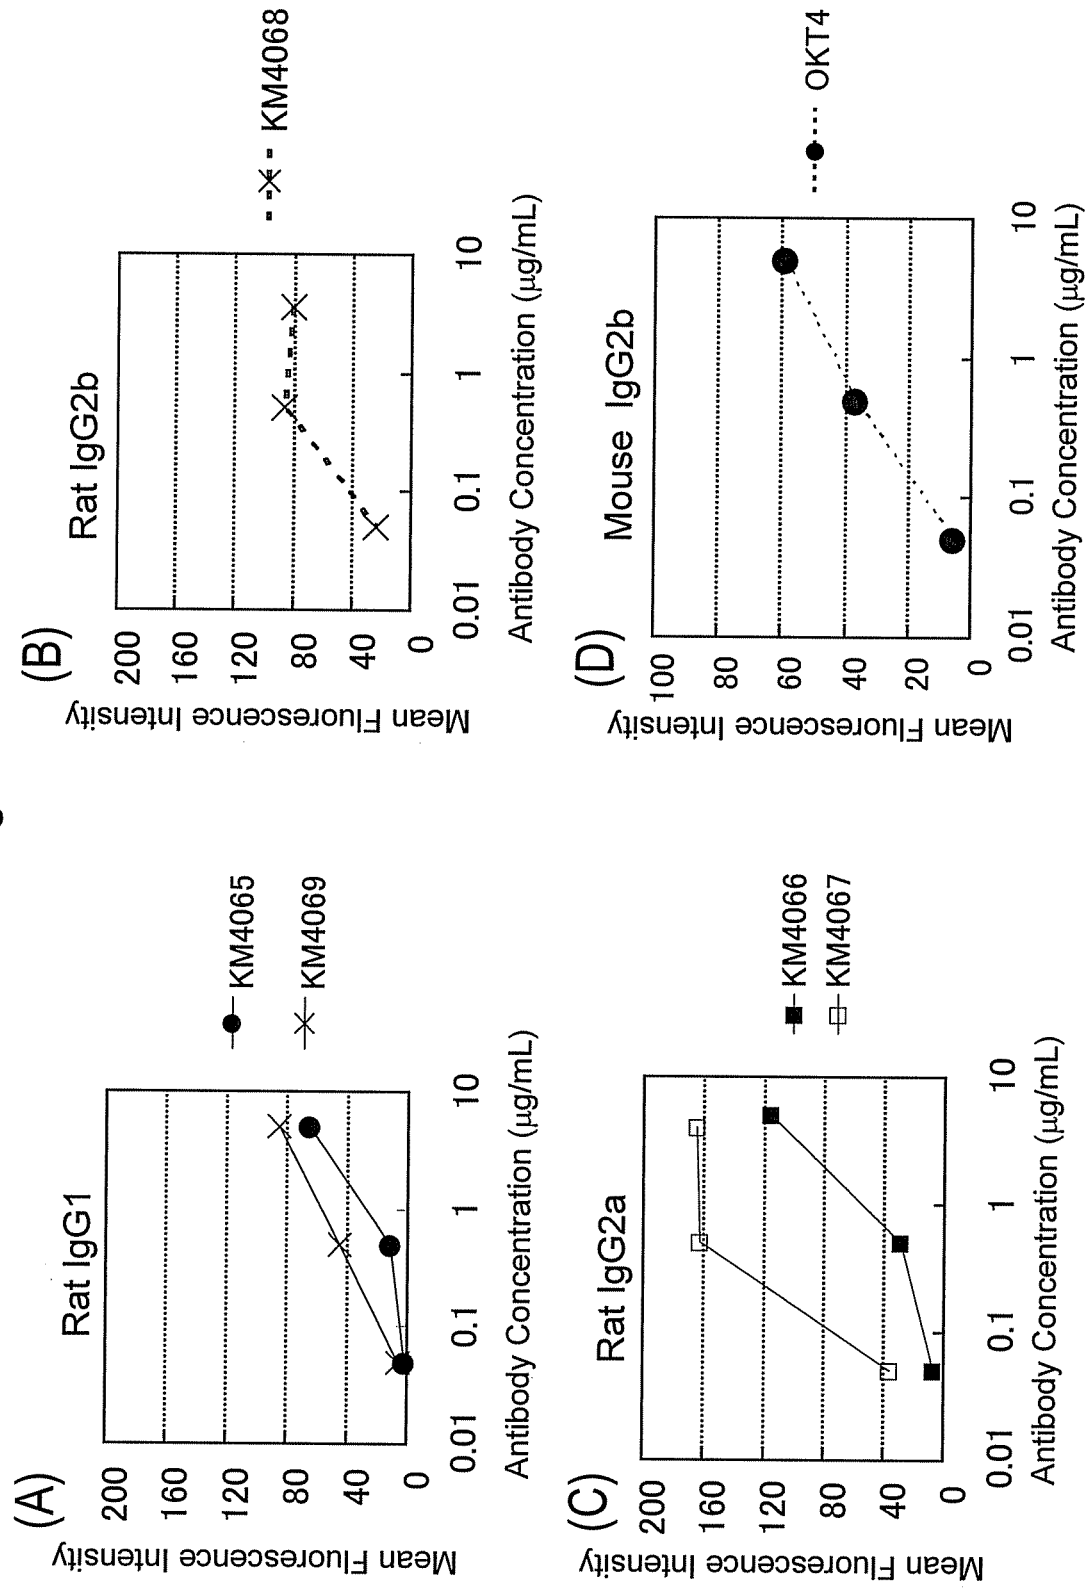 (A)
Rat IgG1
Mean Fluorescence Intensity
200
160
120
80
40
0
0.01
0.1
1
10
Antibody Concentration (μg/mL)
KM4065
KM4069
(B)
Rat IgG2b
Mean Fluorescence Intensity
200
160
120
80
40
0
0.01
0.1
1
10
Antibody Concentration (μg/mL)
KM4068
(C)
Rat IgG2a
Mean Fluorescence Intensity
200
160
120
80
40
0
0.01
0.1
1
10
Antibody Concentration (μg/mL)
KM4066
KM4067
(D)
Mouse IgG2b
Mean Fluorescence Intensity
100
80
60
40
20
0
0.01
0.1
1
10
Antibody Concentration (μg/mL)
OKT4